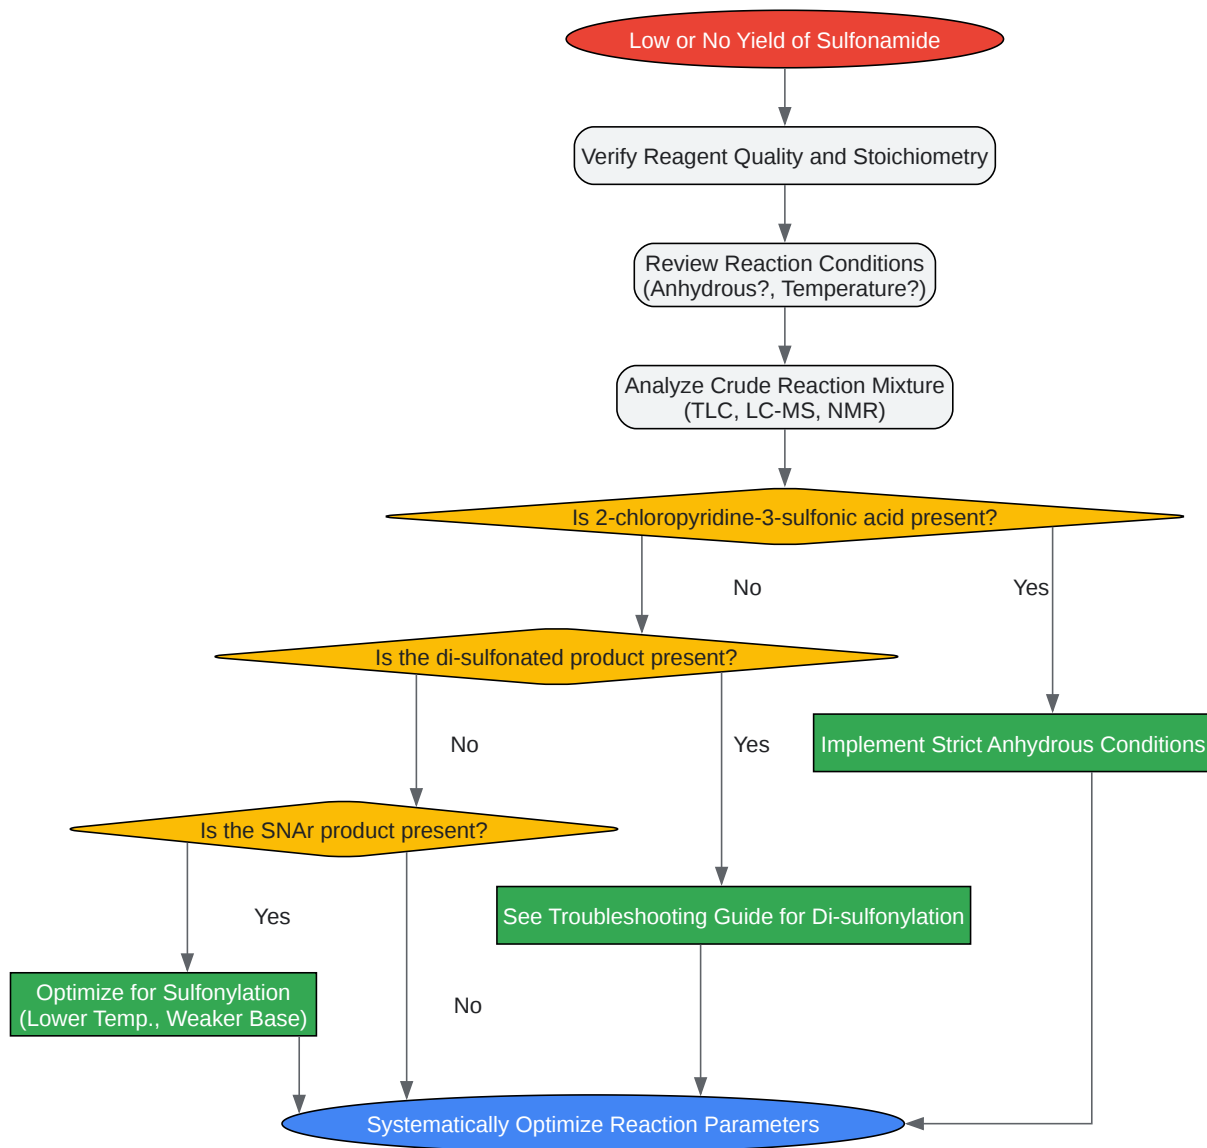 Low or No Yield of Sulfonamide
Verify Reagent Quality and Stoichiometry
Review Reaction Conditions
(Anhydrous?, Temperature?)
Analyze Crude Reaction Mixture
(TLC, LC-MS, NMR)
Is 2-chloropyridine-3-sulfonic acid present?
No
Yes
Is the di-sulfonated product present?
No
Yes
Implement Strict Anhydrous Conditions
Is the SNAr product present?
Yes
See Troubleshooting Guide for Di-sulfonylation
Optimize for Sulfonylation
(Lower Temp., Weaker Base)
No
Systematically Optimize Reaction Parameters